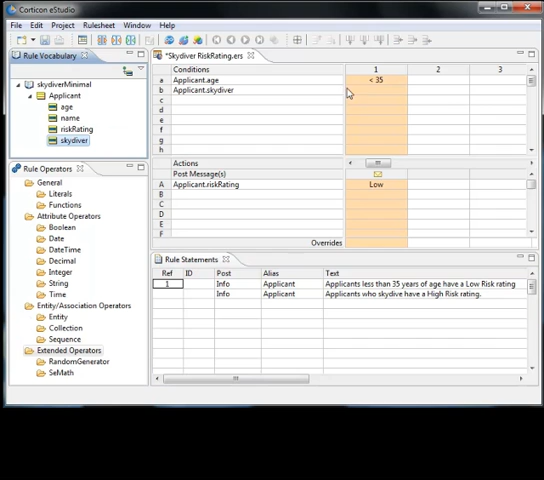 Corticon eStudio
File Edit Project Rulesheet Window Help
Rule Vocabulary
skydiverMinimal
Applicant
age
name
riskRating
skydiver
Rule Operators
General
Literals
Functions
Attribute Operators
Boolean
Date
DateTime
Decimal
Integer
String
Time
Entity/Association Operators
Entity
Collection
Sequence
Extended Operators
RandomGenerator
SeMath
*Skydiver RiskRating.ers
Conditions 1 2 3
a Applicant.age < 35
b Applicant.skydiver
c
d
e
f
g
h
Actions
Post Message(s)
A Applicant.riskRating Low
B
C
D
E
F
Overrides
Rule Statements
Ref ID Post Alias Text
1 Info Applicant Applicants less than 35 years of age have a Low Risk rating
Info Applicant Applicants who skydive have a High Risk rating.